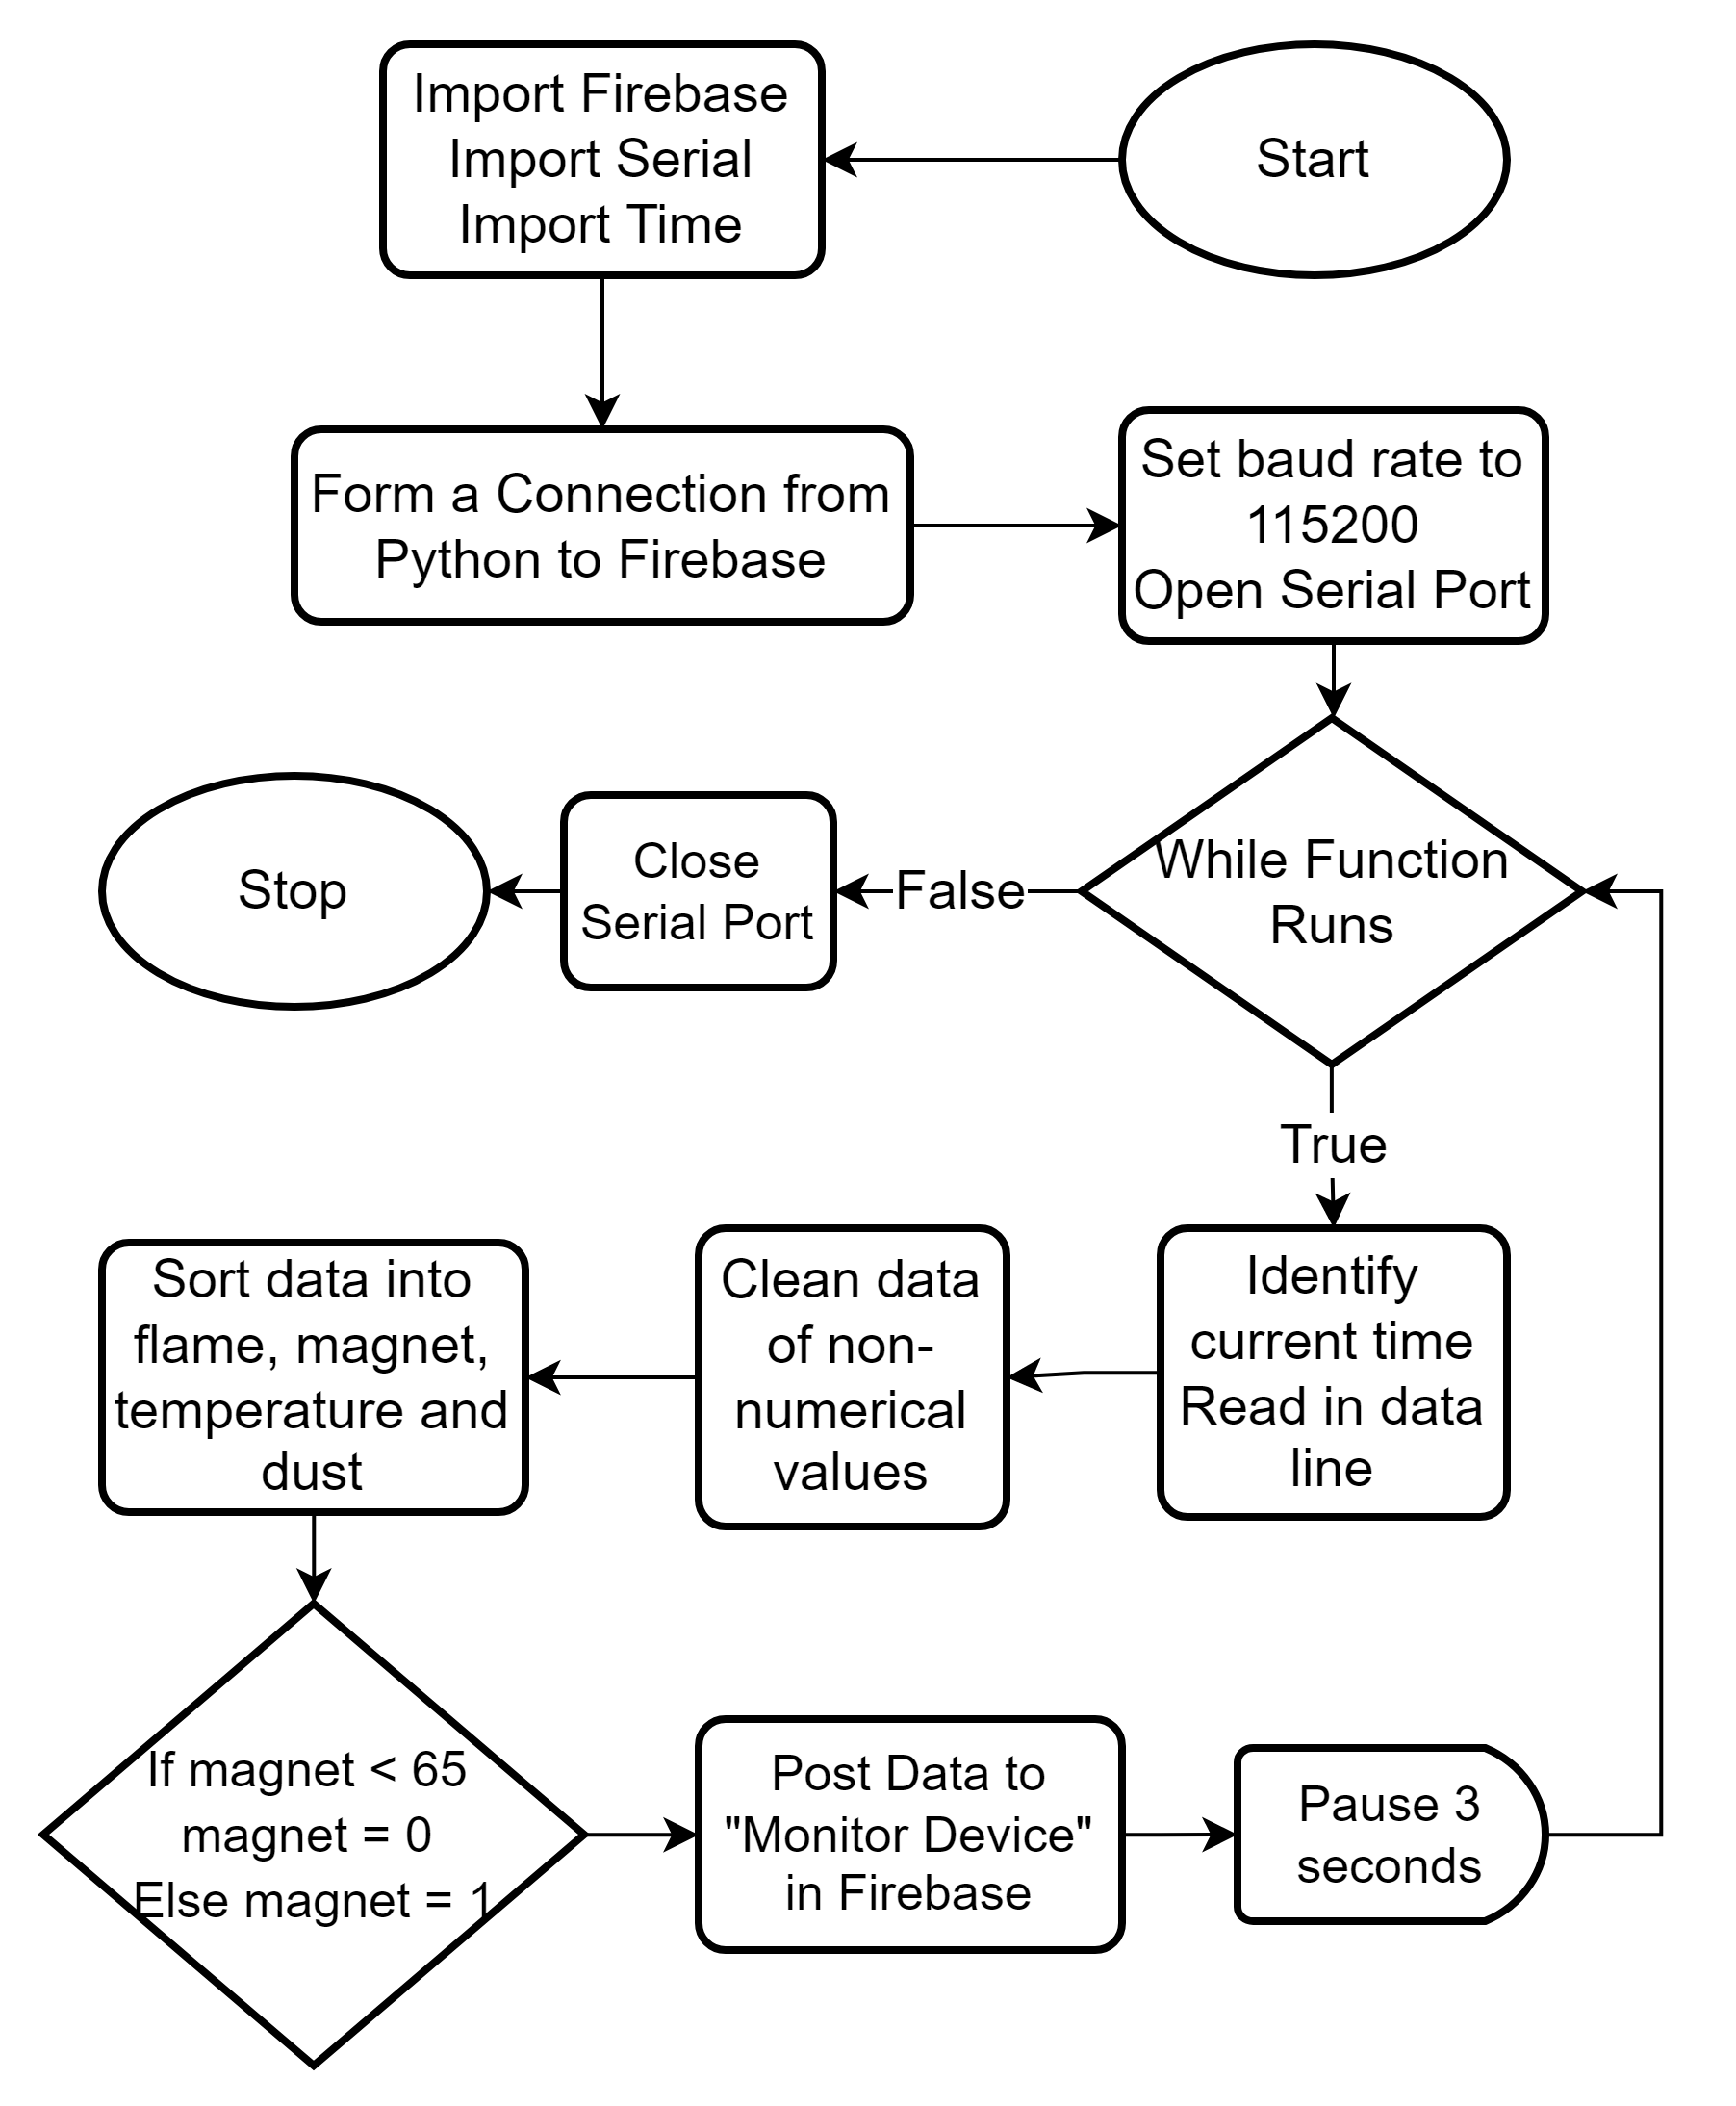 Start
Import Firebase
Import Serial
Import Time
Form a Connection from
Python to Firebase
Set baud rate to
115200
Open Serial Port
While Function
Runs
False
Close
Serial Port
Stop
True
Identify
current time
Read in data
line
Clean data
of non-
numerical
values
Sort data into
flame, magnet,
temperature and
dust
If magnet < 65
magnet = 0
Else magnet = 1
Post Data to
"Monitor Device"
in Firebase
Pause 3
seconds